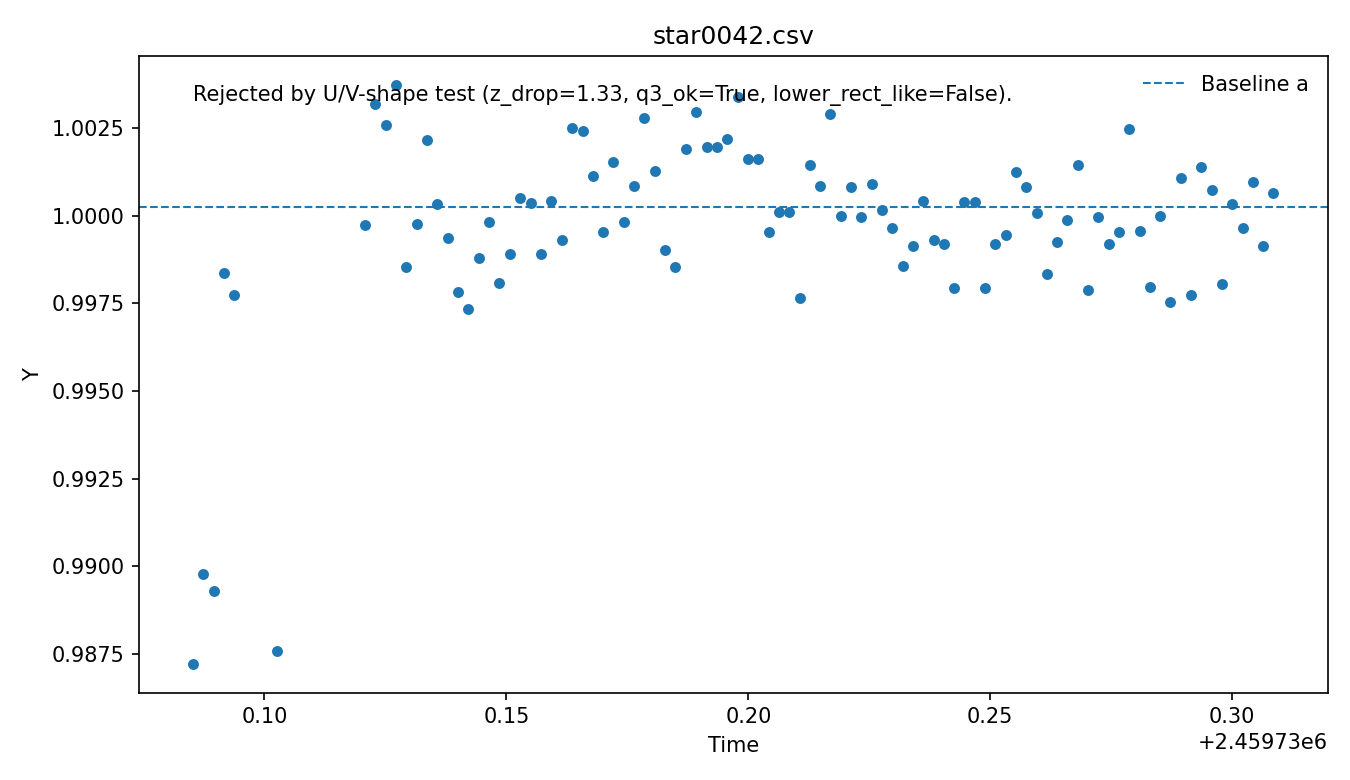 star0042.csv
Rejected by U/V-shape test (z_drop=1.33, q3_ok=True, lower_rect_like=False).
Baseline a
1.0025
1.0000
0.9975
0.9950
0.9925
0.9900
0.9875
Y
0.10 0.15 0.20 0.25 0.30
Time
+2.45973e6